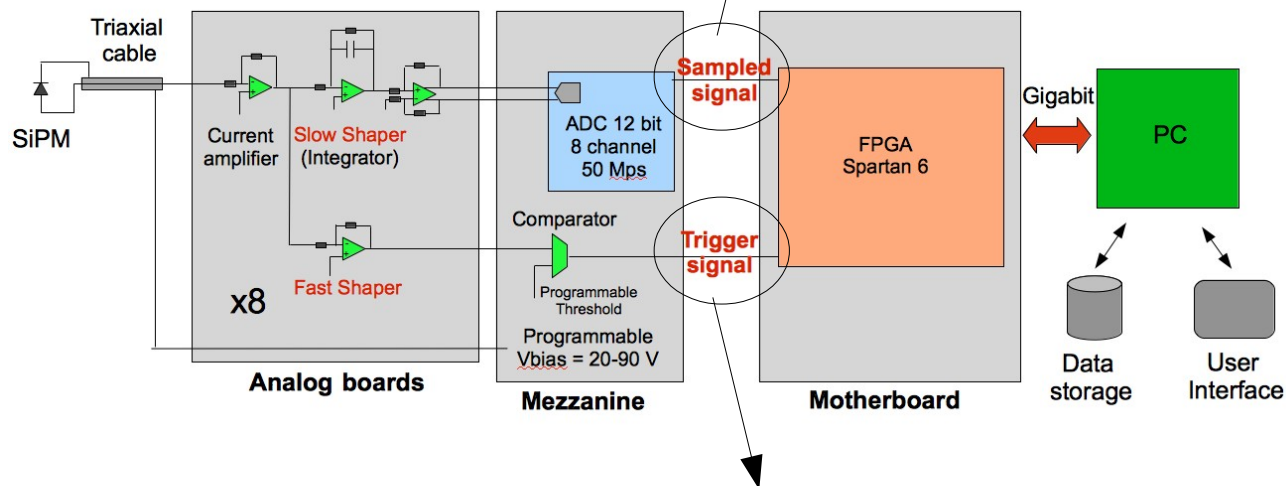 Triaxial
cable
SiPM
Current
amplifier
Slow Shaper
(Integrator)
Fast Shaper
x8
Analog boards
ADC 12 bit
8 channel
50 Mps
Comparator
Programmable
Threshold
Programmable
Vbias = 20-90 V
Mezzanine
Sampled
signal
Trigger
signal
FPGA
Spartan 6
Motherboard
Gigabit
PC
Data
storage
User
Interface